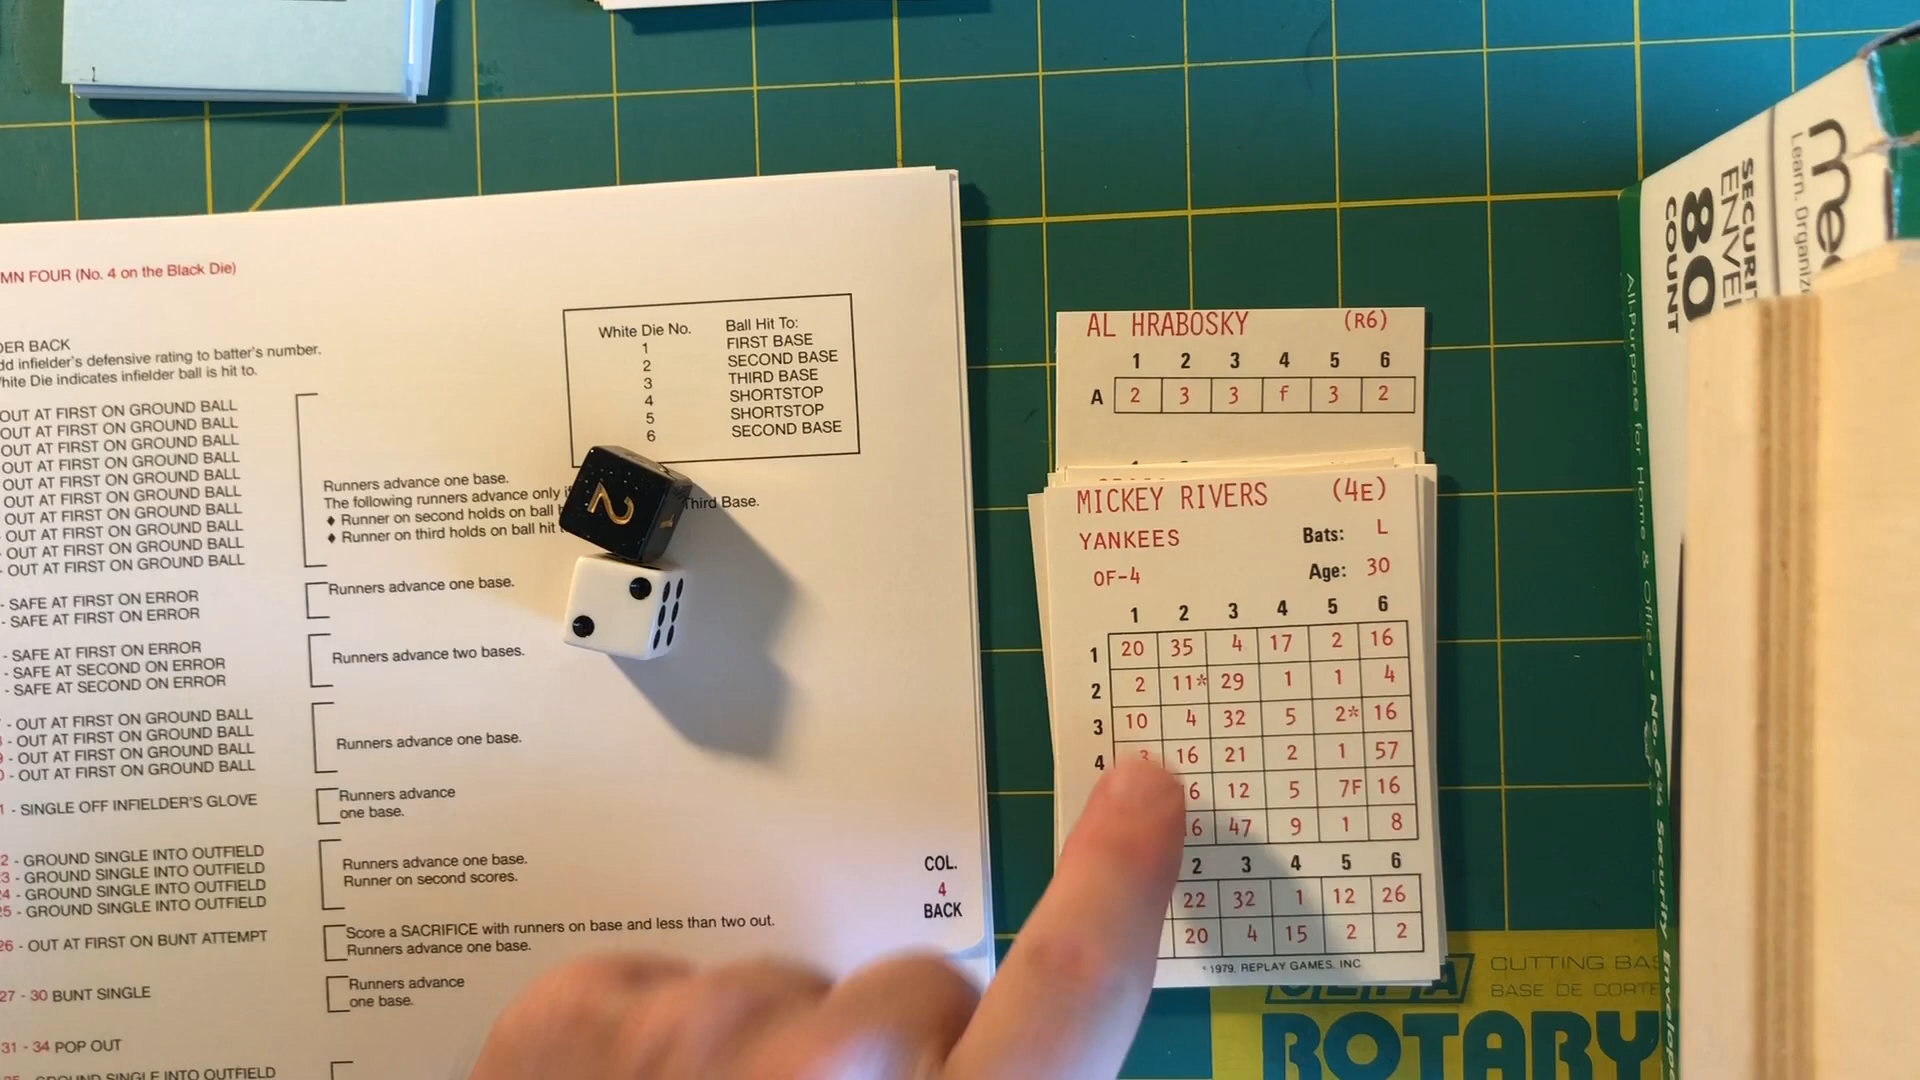 1
MN FOUR (No. 4 on the Black Die)
DER BACK
dd infielder's defensive rating to batter's number.
hite Die indicates infielder ball is hit to.
White Die No. Ball Hit To:
1 FIRST BASE
2 SECOND BASE
3 THIRD BASE
4 SHORTSTOP
5 SHORTSTOP
6 SECOND BASE
OUT AT FIRST ON GROUND BALL
OUT AT FIRST ON GROUND BALL
OUT AT FIRST ON GROUND BALL
OUT AT FIRST ON GROUND BALL
OUT AT FIRST ON GROUND BALL
OUT AT FIRST ON GROUND BALL
OUT AT FIRST ON GROUND BALL
OUT AT FIRST ON GROUND BALL
OUT AT FIRST ON GROUND BALL
OUT AT FIRST ON GROUND BALL
Runners advance one base.
The following runners advance only
Third Base.
♦ Runner on second holds on ball
♦ Runner on third holds on ball hit
2
- SAFE AT FIRST ON ERROR
- SAFE AT FIRST ON ERROR
Runners advance one base.
- SAFE AT FIRST ON ERROR
- SAFE AT SECOND ON ERROR
- SAFE AT SECOND ON ERROR
Runners advance two bases.
- OUT AT FIRST ON GROUND BALL
- OUT AT FIRST ON GROUND BALL
- OUT AT FIRST ON GROUND BALL
- OUT AT FIRST ON GROUND BALL
Runners advance one base.
1 - SINGLE OFF INFIELDER'S GLOVE
Runners advance
one base.
2 - GROUND SINGLE INTO OUTFIELD
3 - GROUND SINGLE INTO OUTFIELD
4 - GROUND SINGLE INTO OUTFIELD
5 - GROUND SINGLE INTO OUTFIELD
Runners advance one base.
Runner on second scores.
26 - OUT AT FIRST ON BUNT ATTEMPT
Score a SACRIFICE with runners on base and less than two out.
Runners advance one base.
27 - 30 BUNT SINGLE
Runners advance
one base.
31 - 34 POP OUT
GROUND SINGLE INTO OUTFIELD
COL.
4
BACK
AL HRABOSKY (R6)
1 2 3 4 5 6
A 2 3 3 f 3 2
MICKEY RIVERS (4E)
YANKEES Bats: L
OF-4 Age: 30
1 2 3 4 5 6
1 20 35 4 17 2 16
2 2 11* 29 1 1 4
3 10 4 32 5 2* 16
4 3 16 21 2 1 57
6 12 5 7F 16
6 47 9 1 8
2 3 4 5 6
22 32 1 12 26
20 4 15 2 2
1979, REPLAY GAMES, INC
SECURITY
80
COUNT
Learn. Organiz
All-purpose for Home & Office • No.
Security Envelope
CUTTING BAS
BASE DE CORTE
ROTARY